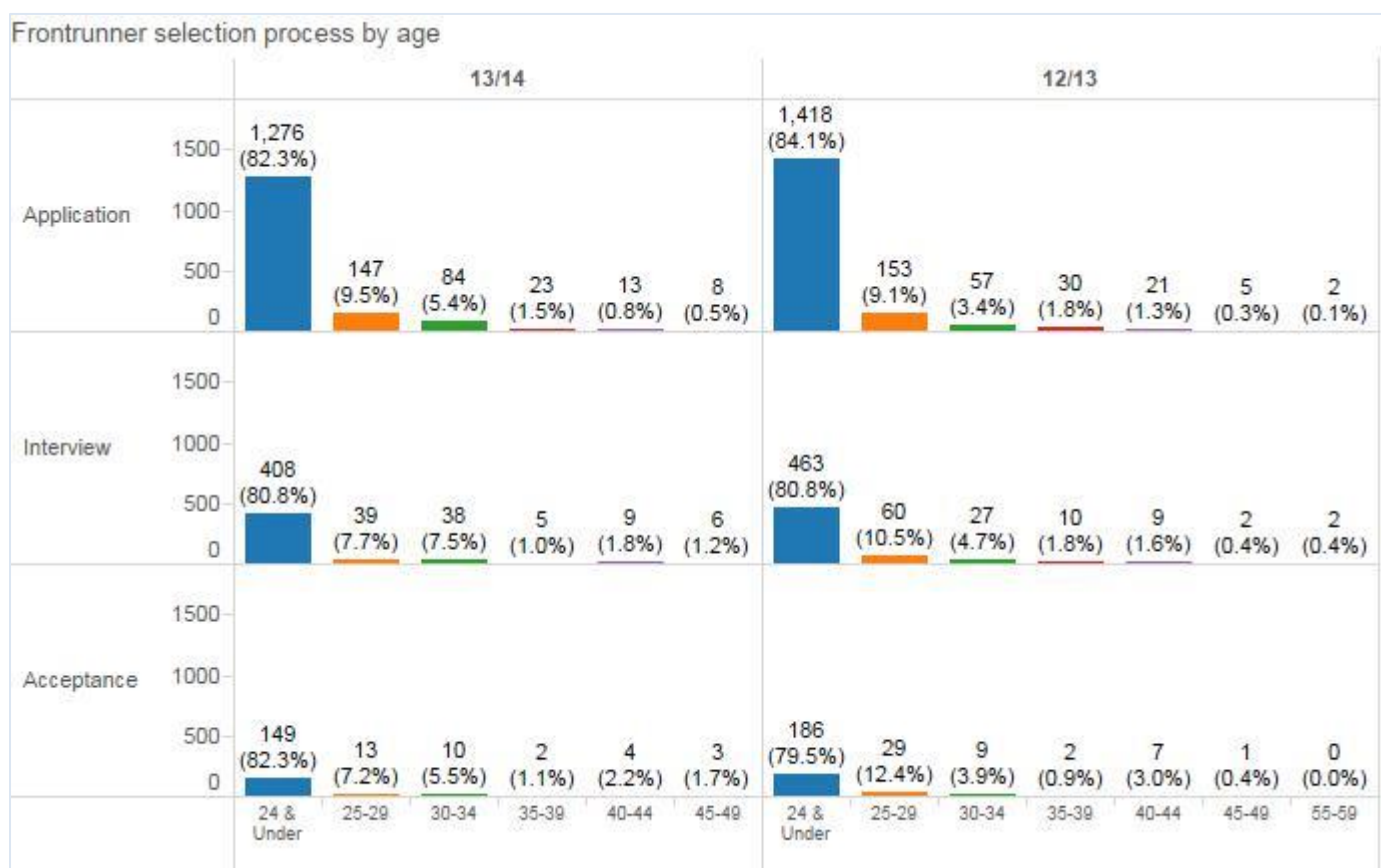 Frontrunner selection process by age
13/14 12/13
Application
1500
1000
500
0
1,276 147 84 23 13 8
(82.3%) (9.5%) (5.4%) (1.5%) (0.8%) (0.5%)
1,418 153 57 30 21 5 2
(84.1%) (9.1%) (3.4%) (1.8%) (1.3%) (0.3%) (0.1%)
Interview
1500
1000
500
0
408 39 38 5 9 6
(80.8%) (7.7%) (7.5%) (1.0%) (1.8%) (1.2%)
463 60 27 10 9 2 2
(80.8%) (10.5%) (4.7%) (1.8%) (1.6%) (0.4%) (0.4%)
Acceptance
1500
1000
500
0
149 13 10 2 4 3
(82.3%) (7.2%) (5.5%) (1.1%) (2.2%) (1.7%)
186 29 9 2 7 1 0
(79.5%) (12.4%) (3.9%) (0.9%) (3.0%) (0.4%) (0.0%)
24 & 25-29 30-34 35-39 40-44 45-49
Under
24 & 25-29 30-34 35-39 40-44 45-49 55-59
Under